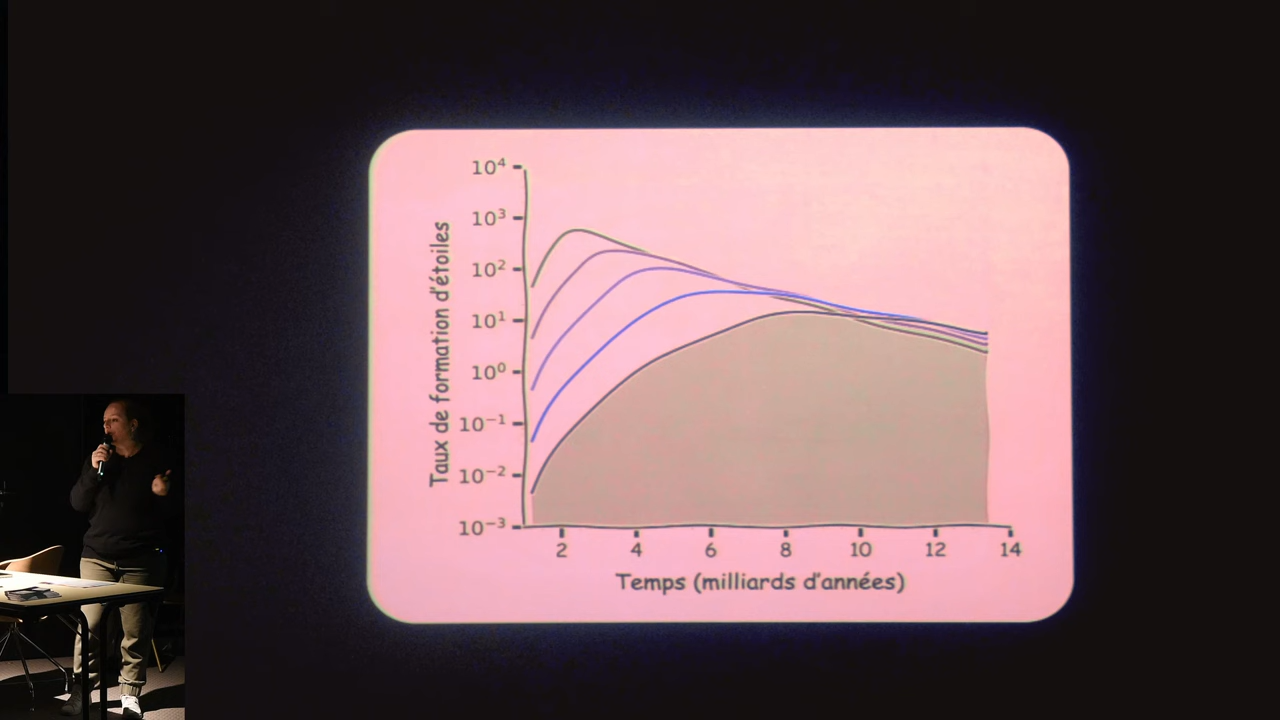 10⁴
10³
10²
10¹
10⁰
10⁻¹
10⁻²
10⁻³
Taux de formation d'étoiles
2 4 6 8 10 12 14
Temps (milliards d'années)